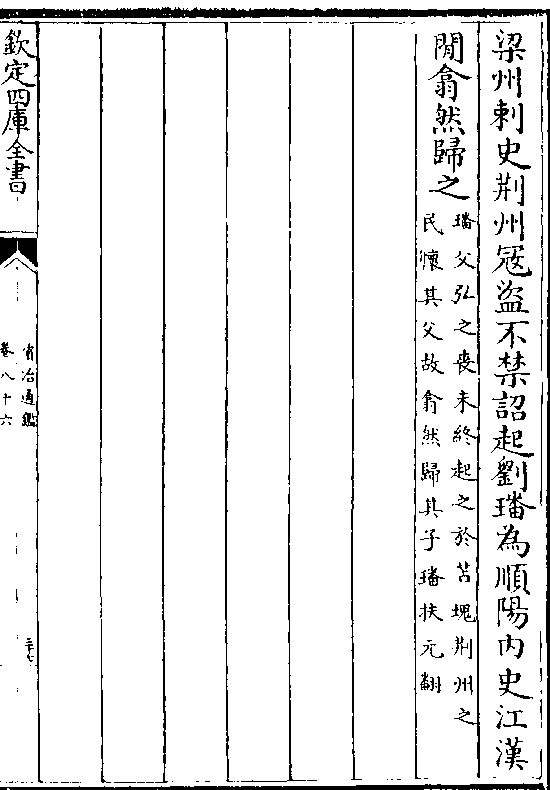 梁州刺史荆州寇盗不禁詔起劉璠為順陽内史江漢
閒翕然歸之
璠父弘之喪未終起之於苫塊荆州之
民懷其父故翕然歸其子璠扶元翻
欽定四庫全書
資治通鑑
卷八十六
三十七